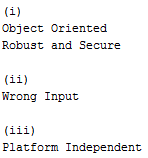 (i)
Object Oriented
Robust and Secure

(ii)
Wrong Input

(iii)
Platform Independent